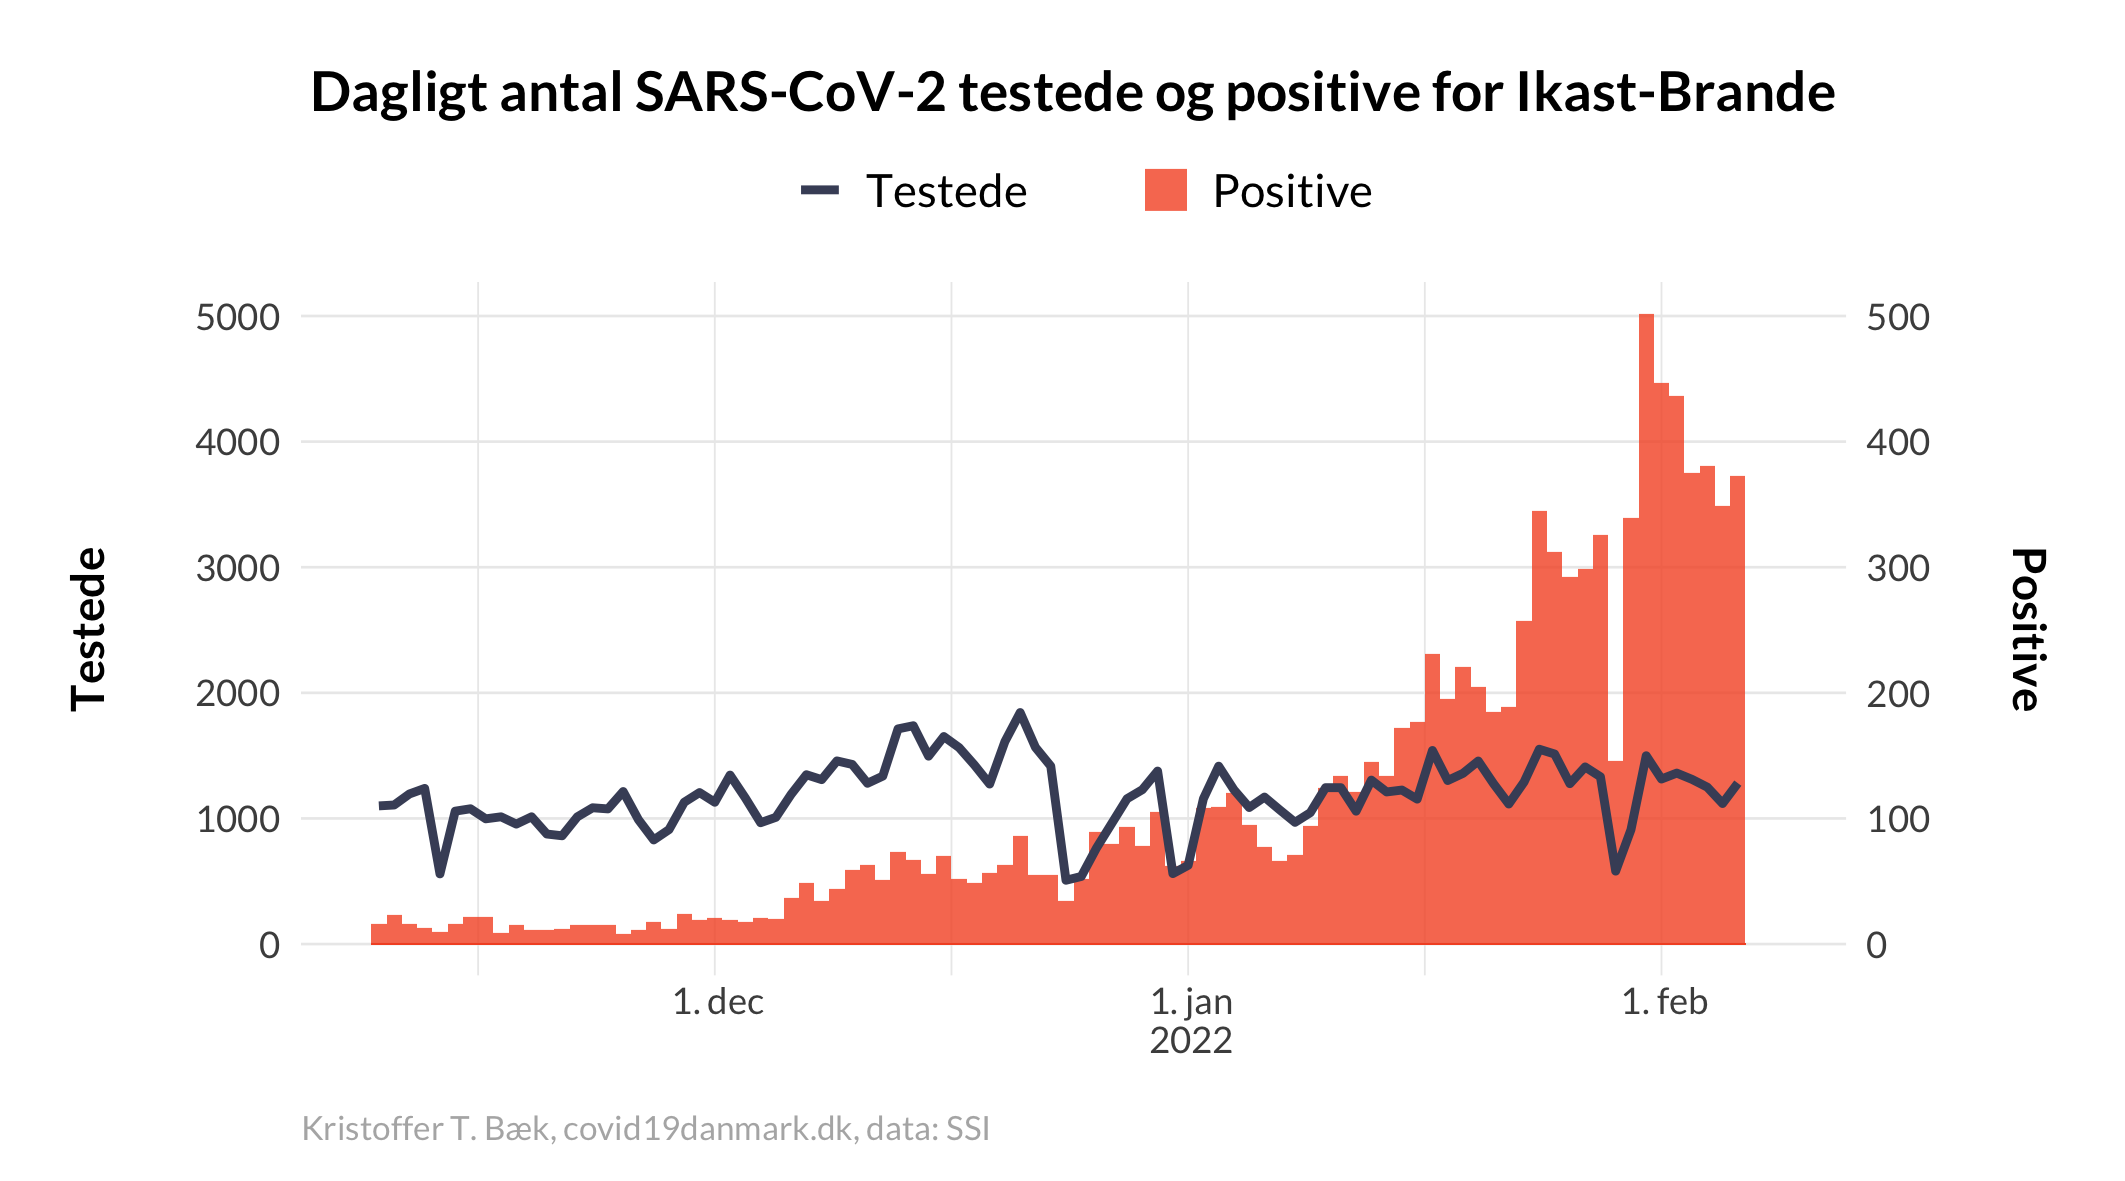 Dagligt antal SARS-CoV-2 testede og positive for Ikast-Brande
Testede
Positive
5000
4000
3000
2000
1000
0
500
400
300
200
100
0
Testede
Positive
1. dec
1. jan
2022
1. feb
Kristoffer T. Bæk, covid19danmark.dk, data: SSI